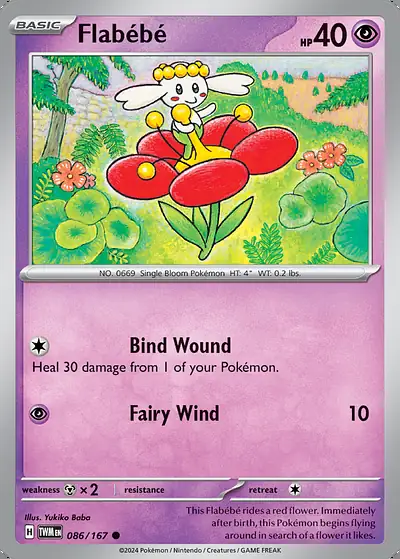 BASIC
Flabébé
HP 40
NO. 0669 Single Bloom Pokémon HT: 4" WT: 0.2 lbs.
Bind Wound
Heal 30 damage from 1 of your Pokémon.
Fairy Wind 10
weakness ×2 resistance retreat
Illus. Yukiko Baba
H TWM EN 086/167
This Flabébé rides a red flower. Immediately
after birth, this Pokémon begins flying
around in search of a flower it likes.
©2024 Pokémon / Nintendo / Creatures / GAME FREAK